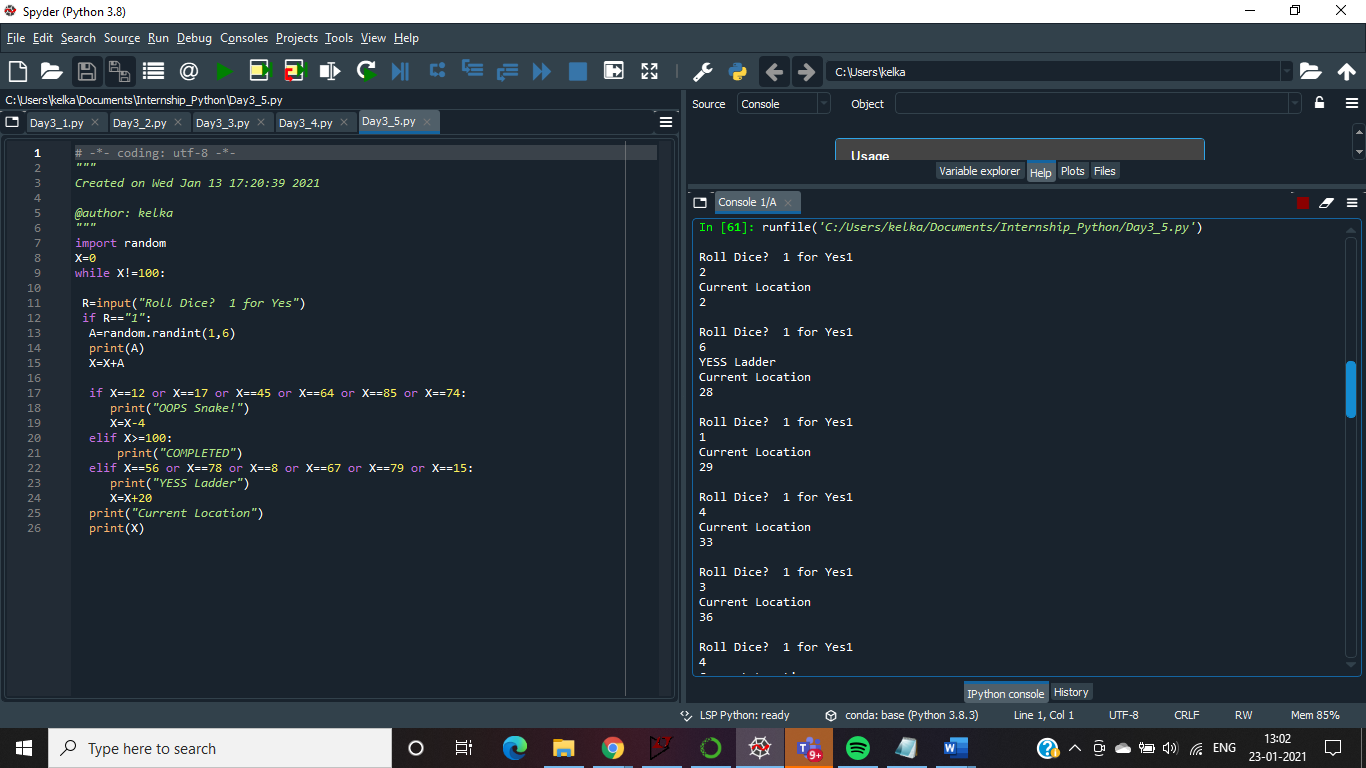 Spyder (Python 3.8)
File Edit Search Source Run Debug Consoles Projects Tools View Help
C:\Users\kelka
C:\Users\kelka\Documents\Internship_Python\Day3_5.py
Day3_1.py Day3_2.py Day3_3.py Day3_4.py Day3_5.py
1 # -*- coding: utf-8 -*-
2 """
3 Created on Wed Jan 13 17:20:39 2021
4
5 @author: kelka
6 """
7 import random
8 X=0
9 while X!=100:
10
11 R=input("Roll Dice?  1 for Yes")
12 if R=="1":
13 A=random.randint(1,6)
14 print(A)
15 X=X+A
16
17 if X==12 or X==17 or X==45 or X==64 or X==85 or X==74:
18 print("OOPS Snake!")
19 X=X-4
20 elif X>=100:
21 print("COMPLETED")
22 elif X==56 or X==78 or X==8 or X==67 or X==79 or X==15:
23 print("YESS Ladder")
24 X=X+20
25 print("Current Location")
26 print(X)
Source Console Object
Usage
Variable explorer Help Plots Files
Console 1/A
In [61]: runfile('C:/Users/kelka/Documents/Internship_Python/Day3_5.py')
Roll Dice?  1 for Yes1
2
Current Location
2
Roll Dice?  1 for Yes1
6
YESS Ladder
Current Location
28
Roll Dice?  1 for Yes1
1
Current Location
29
Roll Dice?  1 for Yes1
4
Current Location
33
Roll Dice?  1 for Yes1
3
Current Location
36
Roll Dice?  1 for Yes1
4
IPython console History
LSP Python: ready conda: base (Python 3.8.3) Line 1, Col 1 UTF-8 CRLF RW Mem 85%
Type here to search
9+
ENG
13:02
23-01-2021